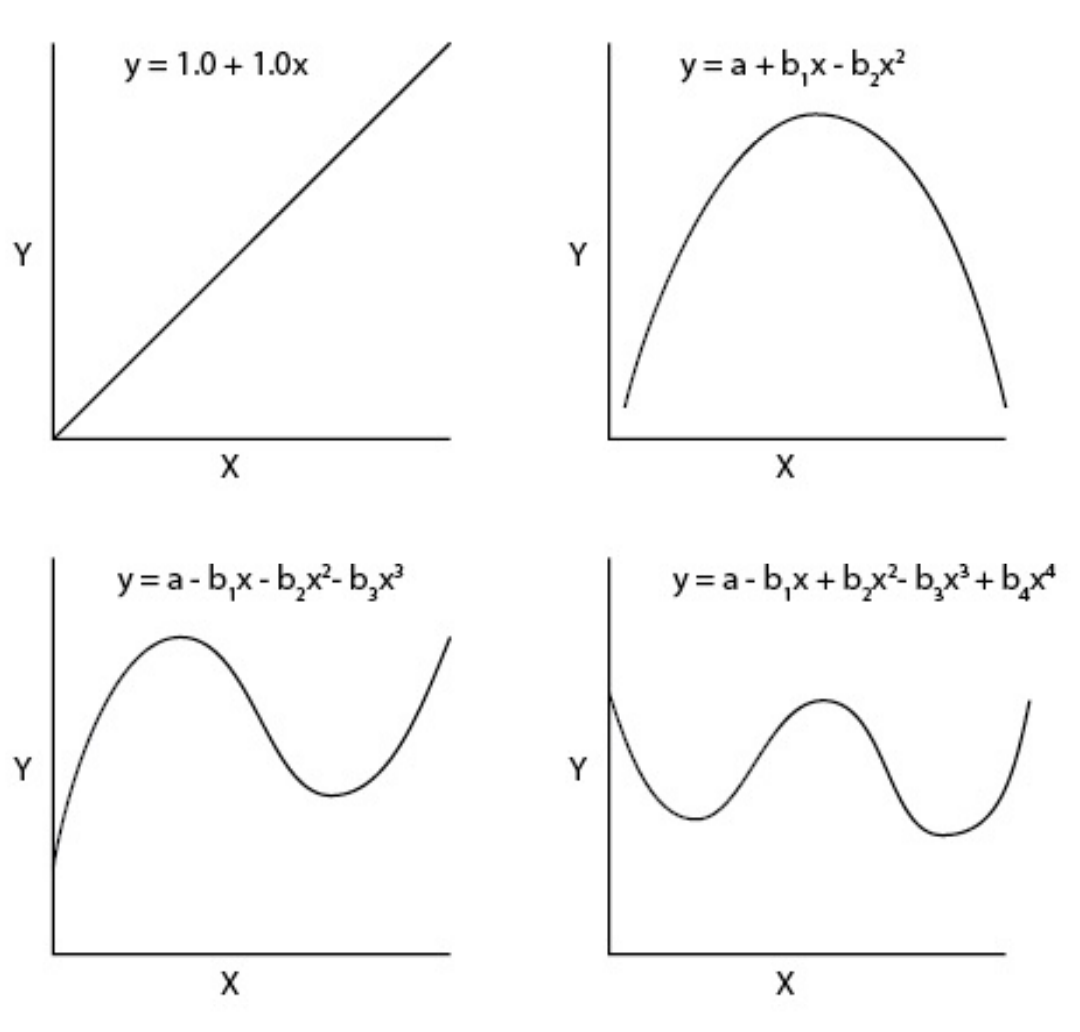 y = 1.0 + 1.0x
Y
X
y = a + b₁x - b₂x²
Y
X
y = a - b₁x - b₂x²- b₃x³
Y
X
y = a - b₁x + b₂x²- b₃x³ + b₄x⁴
Y
X